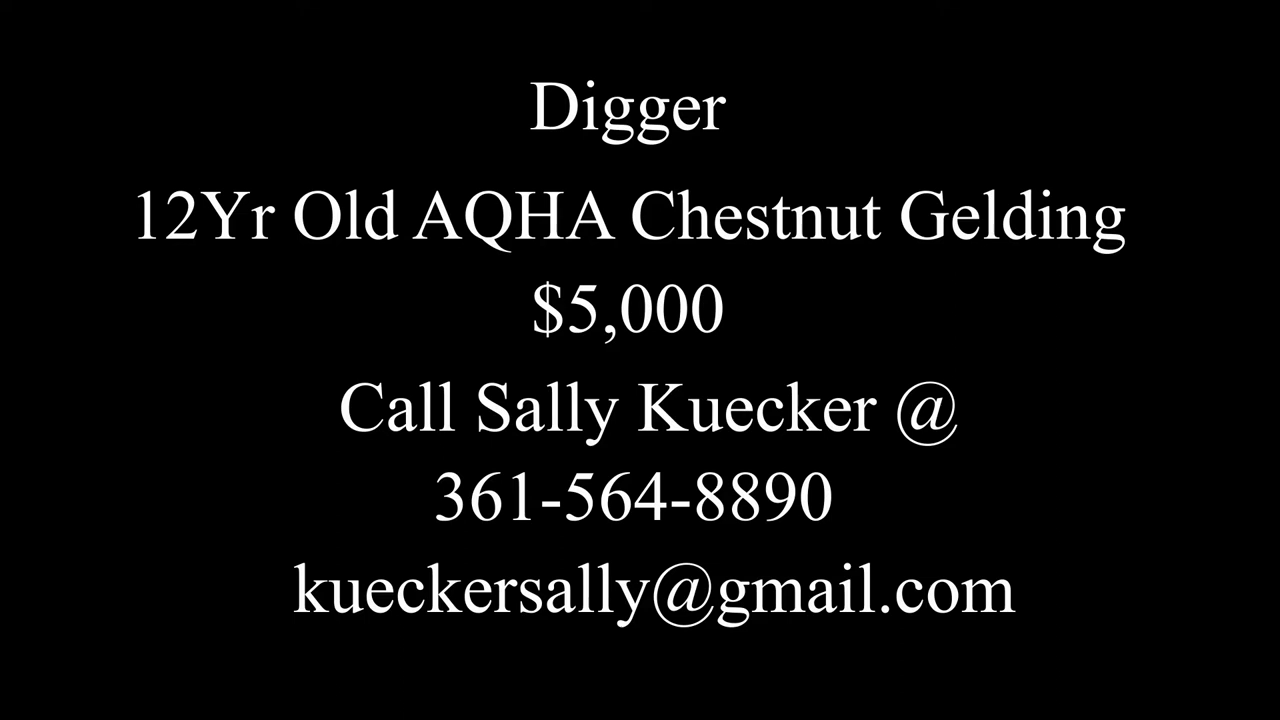 Digger
12Yr Old AQHA Chestnut Gelding
$5,000
Call Sally Kuecker @
361-564-8890
kueckersally@gmail.com